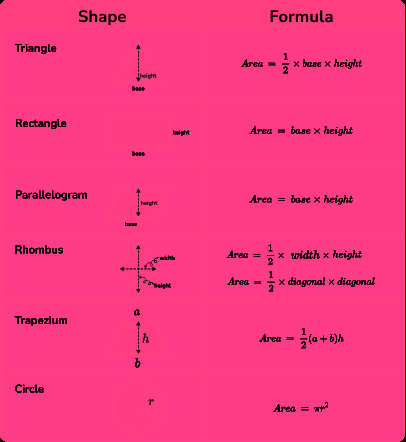 Shape Formula
Triangle
height
base
Area = 1/2 × base × height
Rectangle
height
base
Area = base × height
Parallelogram
height
base
Area = base × height
Rhombus
width
height
Area = 1/2 × width × height
Area = 1/2 × diagonal × diagonal
Trapezium
a
h
b
Area = 1/2 (a + b)h
Circle
r
Area = πr²